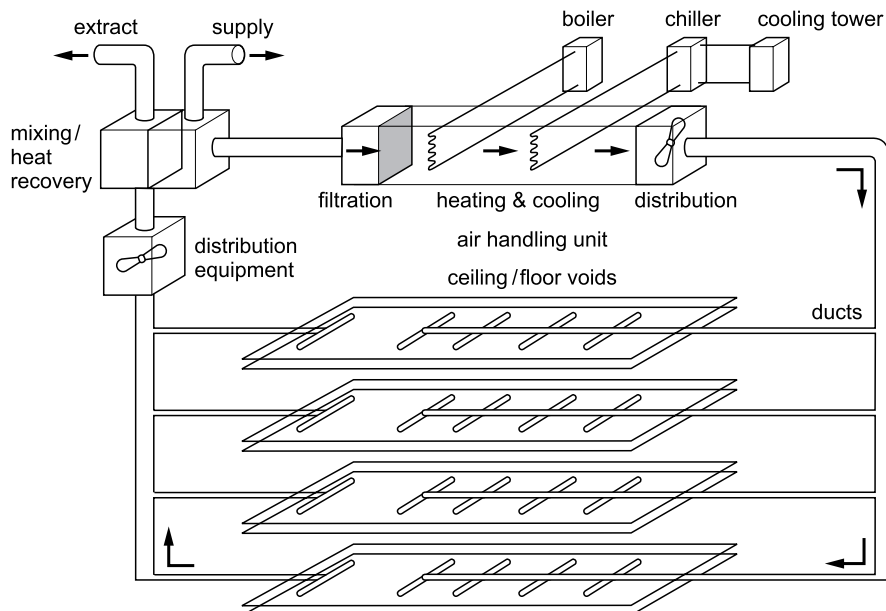 boiler
chiller
cooling tower
extract
supply
mixing/
heat
recovery
filtration
heating & cooling
distribution
distribution
equipment
air handling unit
ceiling/floor voids
ducts